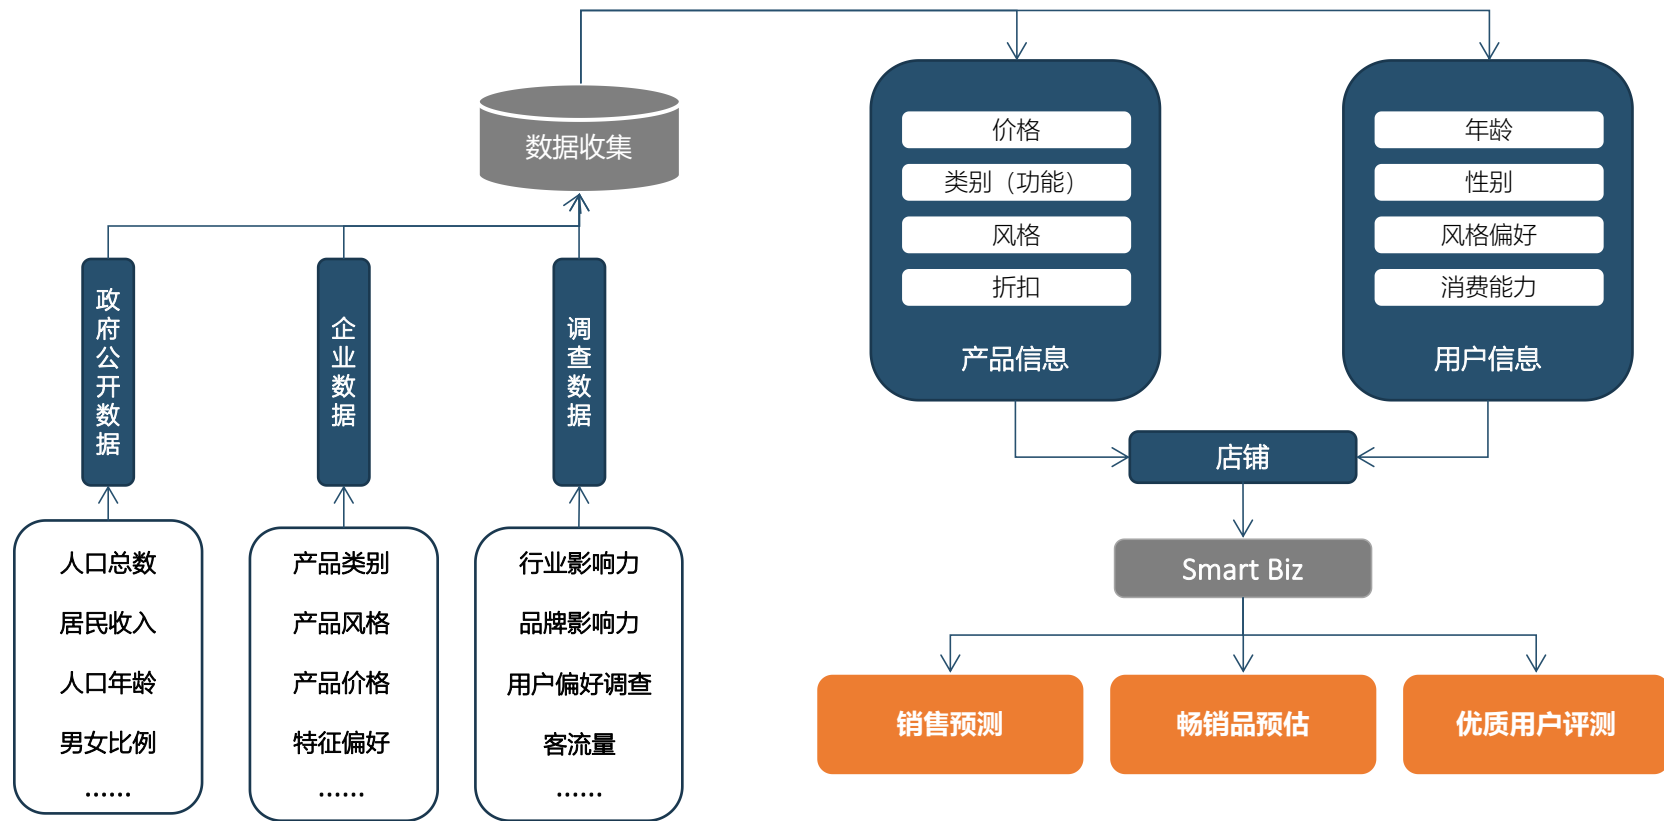 数据收集
政府公开数据
企业数据
调查数据
人口总数
居民收入
人口年龄
男女比例
......
产品类别
产品风格
产品价格
特征偏好
......
行业影响力
品牌影响力
用户偏好调查
客流量
......
价格
类别（功能）
风格
折扣
产品信息
年龄
性别
风格偏好
消费能力
用户信息
店铺
Smart Biz
销售预测
畅销品预估
优质用户评测